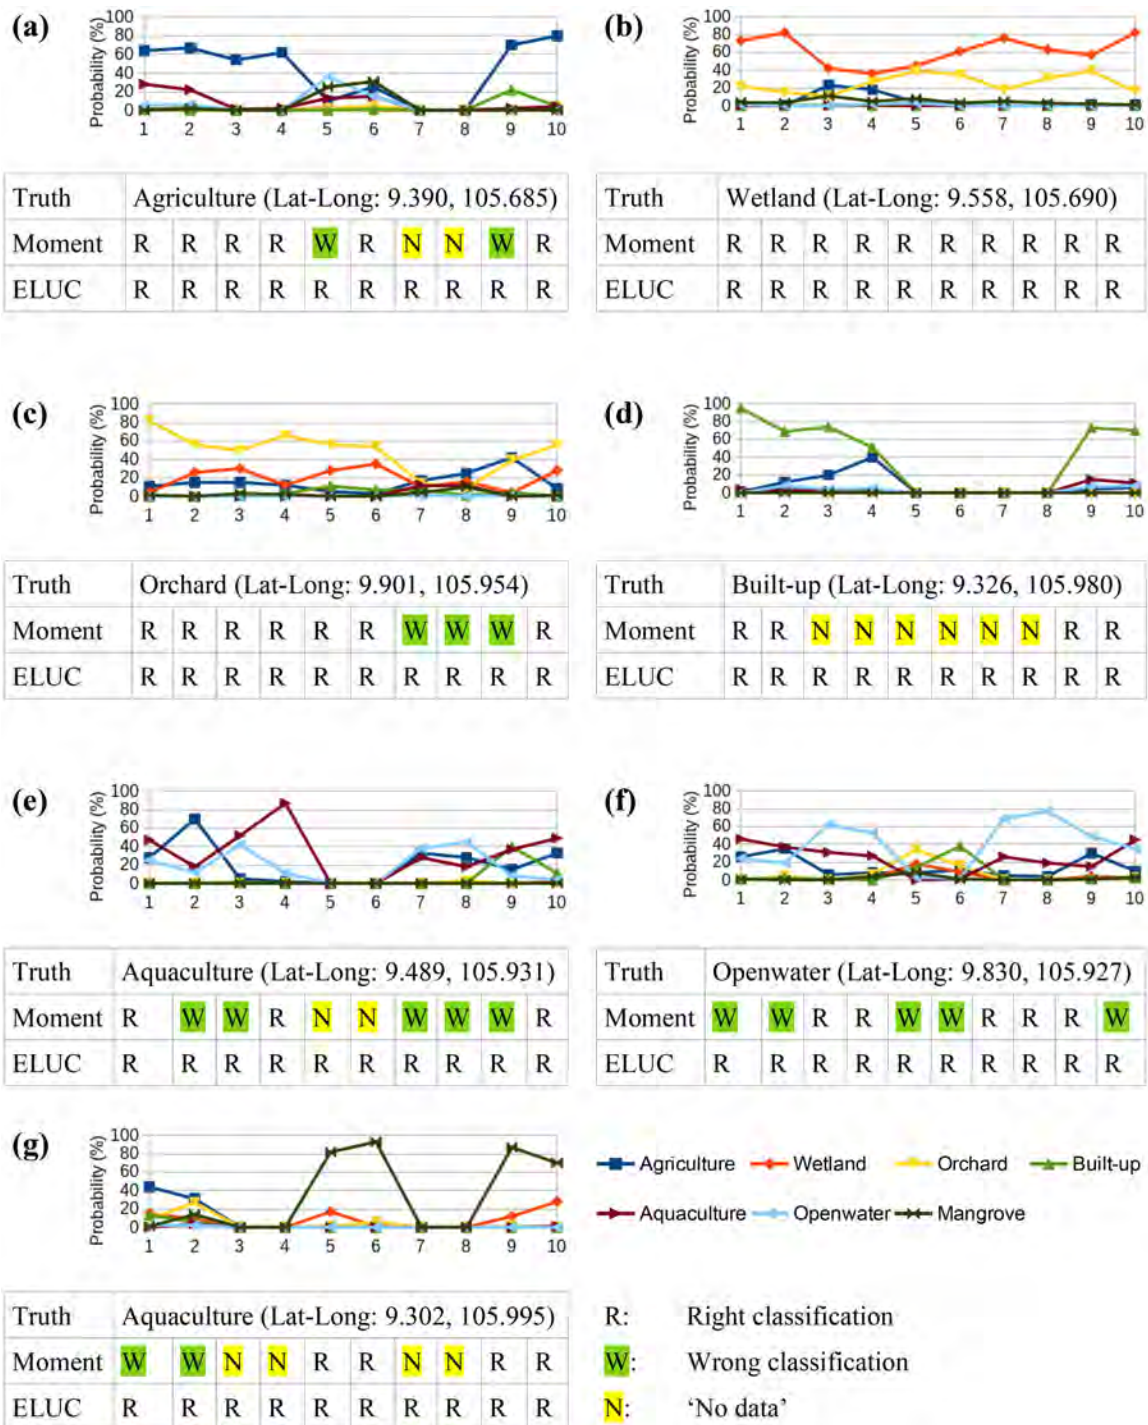 (a)
Probability (%)
100
80
60
40
20
0
1 2 3 4 5 6 7 8 9 10
Truth Agriculture (Lat-Long: 9.390, 105.685)
Moment R R R R W R N N W R
ELUC R R R R R R R R R R
(b)
Probability (%)
100
80
60
40
20
0
1 2 3 4 5 6 7 8 9 10
Truth Wetland (Lat-Long: 9.558, 105.690)
Moment R R R R R R R R R R
ELUC R R R R R R R R R R
(c)
Probability (%)
100
80
60
40
20
0
1 2 3 4 5 6 7 8 9 10
Truth Orchard (Lat-Long: 9.901, 105.954)
Moment R R R R R R W W W R
ELUC R R R R R R R R R R
(d)
Probability (%)
100
80
60
40
20
0
1 2 3 4 5 6 7 8 9 10
Truth Built-up (Lat-Long: 9.326, 105.980)
Moment R R N N N N N N R R
ELUC R R R R R R R R R R
(e)
Probability (%)
100
80
60
40
20
0
1 2 3 4 5 6 7 8 9 10
Truth Aquaculture (Lat-Long: 9.489, 105.931)
Moment R W W R N N W W W R
ELUC R R R R R R R R R R
(f)
Probability (%)
100
80
60
40
20
0
1 2 3 4 5 6 7 8 9 10
Truth Openwater (Lat-Long: 9.830, 105.927)
Moment W W R R W W R R R W
ELUC R R R R R R R R R R
(g)
Probability (%)
100
80
60
40
20
0
1 2 3 4 5 6 7 8 9 10
Truth Aquaculture (Lat-Long: 9.302, 105.995)
Moment W W N N R R N N R R
ELUC R R R R R R R R R R
Agriculture Wetland Orchard Built-up
Aquaculture Openwater Mangrove
R: Right classification
W: Wrong classification
N: 'No data'